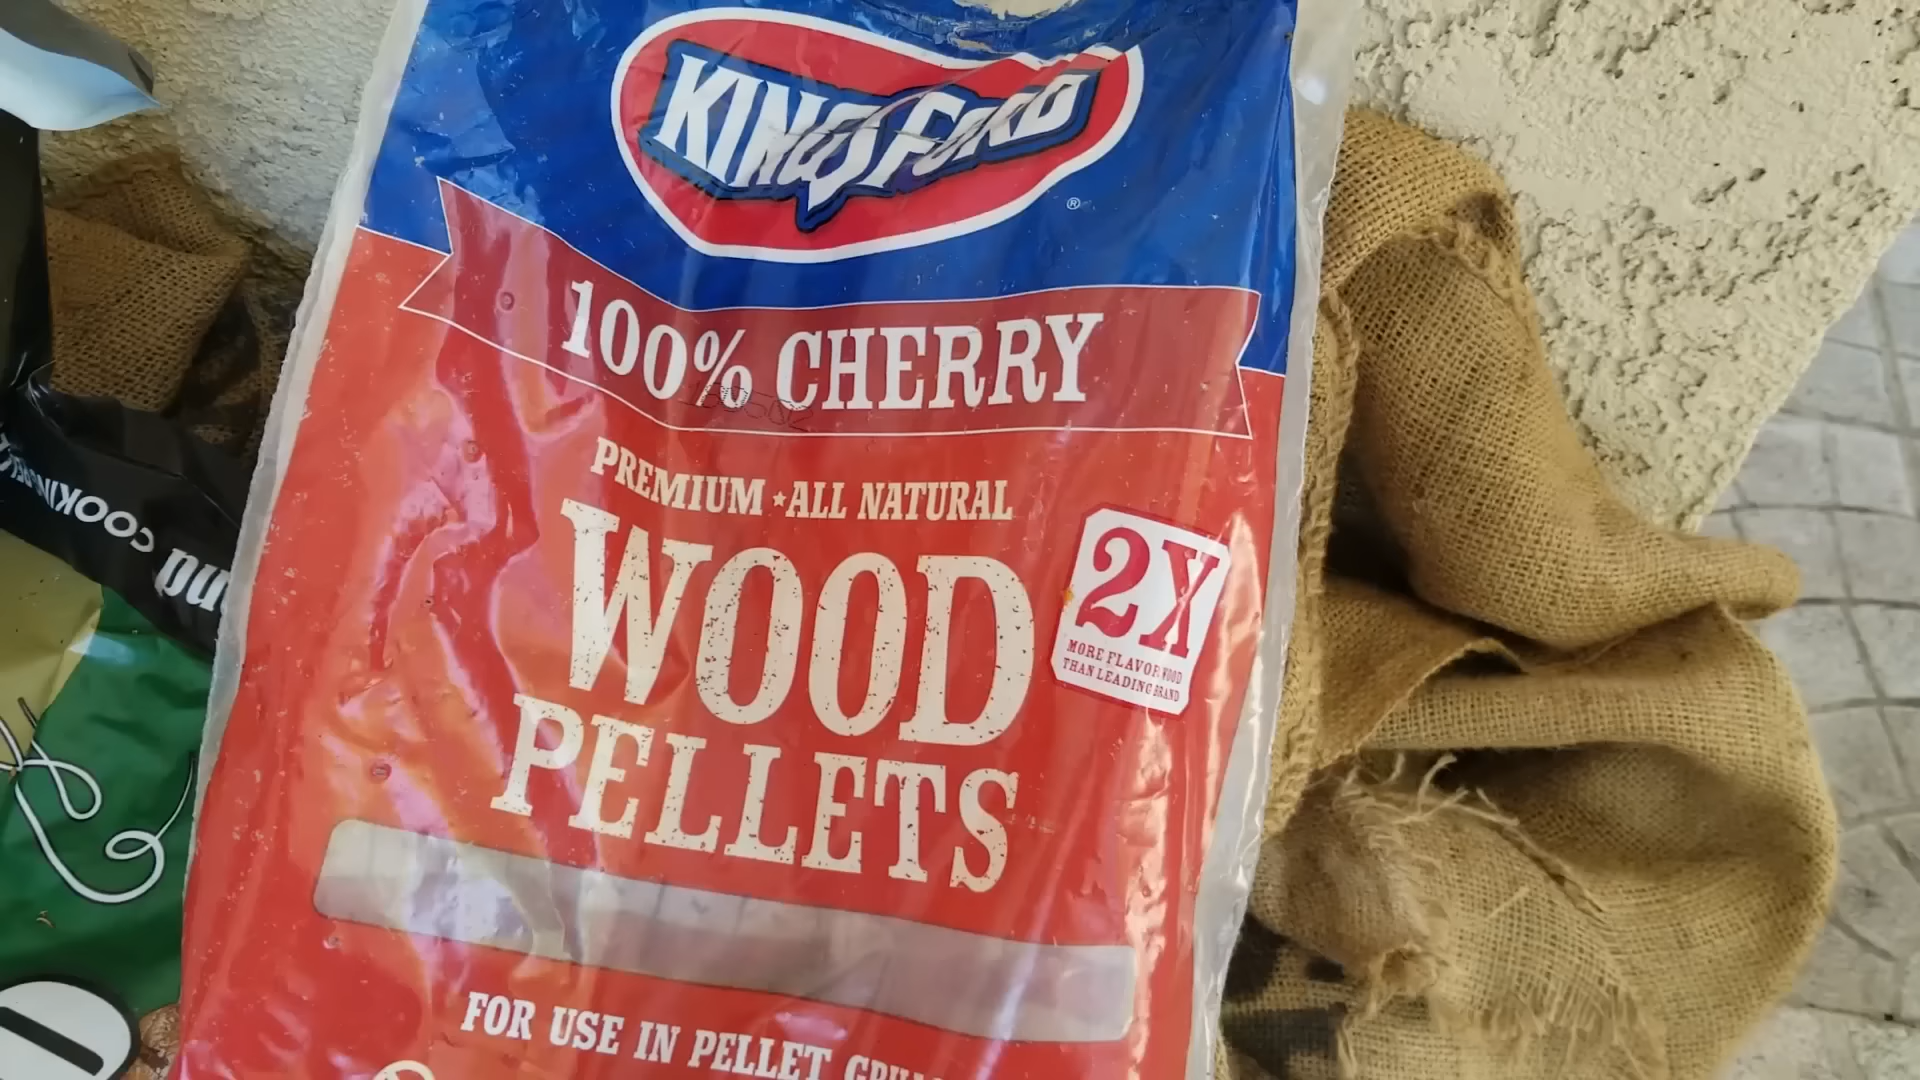 KINGSFORD
®
100% CHERRY
PREMIUM ★ ALL NATURAL
WOOD
PELLETS
2X
MORE FLAVOR WOOD
THAN LEADING BRAND
FOR USE IN PELLET